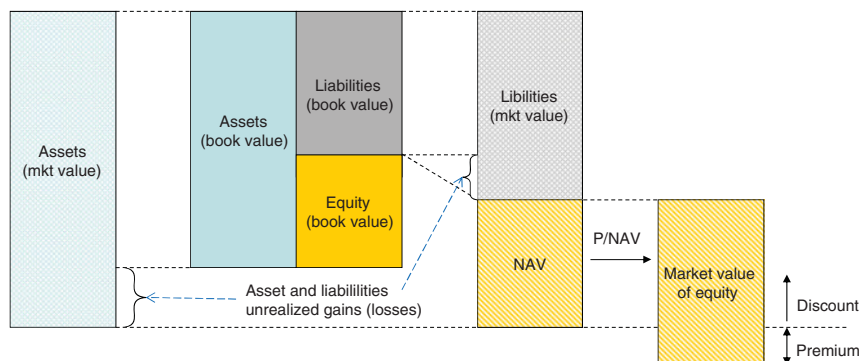 Assets
(mkt value)
Assets
(book value)
Liabilities
(book value)
Equity
(book value)
Libilities
(mkt value)
NAV
P/NAV
Market value
of equity
Discount
Premium
Asset and liabililities
unrealized gains (losses)